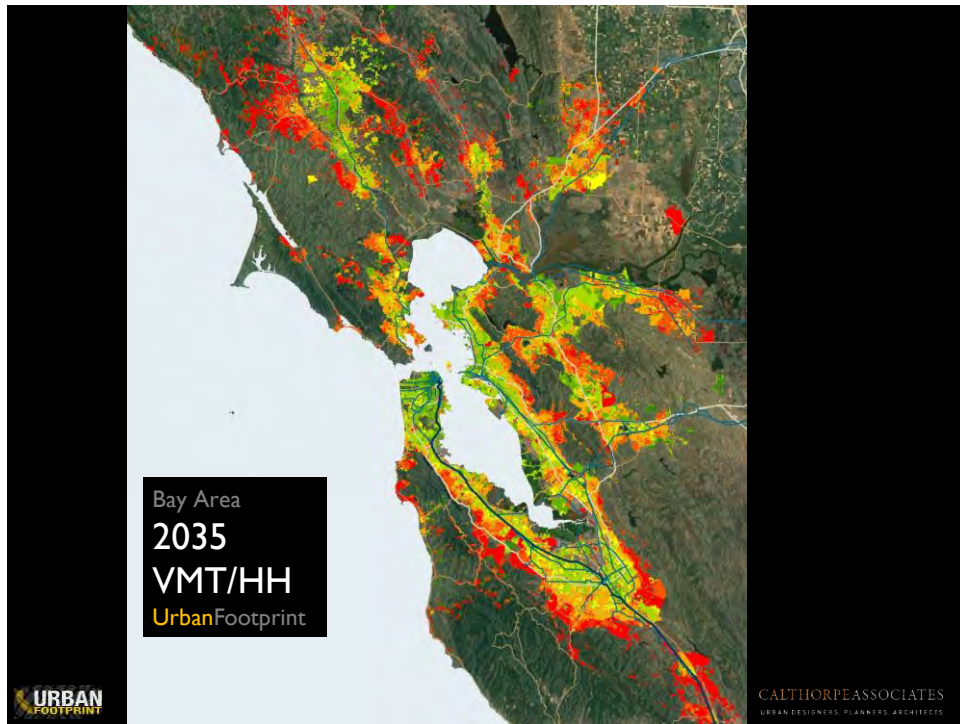 Bay Area
2035
VMT/HH
UrbanFootprint
URBAN
FOOTPRINT
CALTHORPEASSOCIATES
URBAN DESIGNERS, PLANNERS, ARCHITECTS